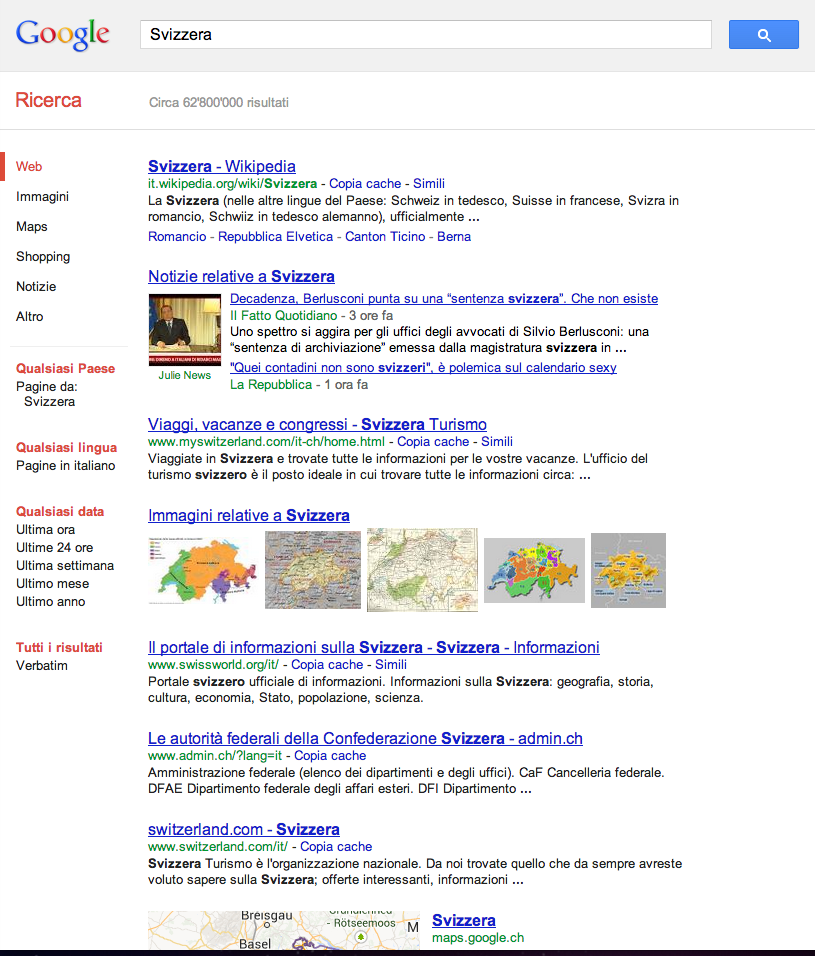 Google
Svizzera
Ricerca
Circa 62'800'000 risultati
Web
Immagini
Maps
Shopping
Notizie
Altro
Qualsiasi Paese
Pagine da:
Svizzera
Qualsiasi lingua
Pagine in italiano
Qualsiasi data
Ultima ora
Ultime 24 ore
Ultima settimana
Ultimo mese
Ultimo anno
Tutti i risultati
Verbatim
Svizzera - Wikipedia
it.wikipedia.org/wiki/Svizzera - Copia cache - Simili
La Svizzera (nelle altre lingue del Paese: Schweiz in tedesco, Suisse in francese, Svizra in
romancio, Schwiiz in tedesco alemanno), ufficialmente ...
Romancio - Repubblica Elvetica - Canton Ticino - Berna
Notizie relative a Svizzera
Decadenza, Berlusconi punta su una “sentenza svizzera”. Che non esiste
Il Fatto Quotidiano - 3 ore fa
Uno spettro si aggira per gli uffici degli avvocati di Silvio Berlusconi: una
“sentenza di archiviazione” emessa dalla magistratura svizzera in ...
Julie News
"Quei contadini non sono svizzeri", è polemica sul calendario sexy
La Repubblica - 1 ora fa
Viaggi, vacanze e congressi - Svizzera Turismo
www.myswitzerland.com/it-ch/home.html - Copia cache - Simili
Viaggiate in Svizzera e trovate tutte le informazioni per le vostre vacanze. L'ufficio del
turismo svizzero è il posto ideale in cui trovare tutte le informazioni circa: ...
Immagini relative a Svizzera
Il portale di informazioni sulla Svizzera - Svizzera - Informazioni
www.swissworld.org/it/ - Copia cache - Simili
Portale svizzero ufficiale di informazioni. Informazioni sulla Svizzera: geografia, storia,
cultura, economia, Stato, popolazione, scienza.
Le autorità federali della Confederazione Svizzera - admin.ch
www.admin.ch/?lang=it - Copia cache
Amministrazione federale (elenco dei dipartimenti e degli uffici). CaF Cancelleria federale.
DFAE Dipartimento federale degli affari esteri. DFI Dipartimento ...
switzerland.com - Svizzera
www.switzerland.com/it/ - Copia cache
Svizzera Turismo è l'organizzazione nazionale. Da noi trovate quello che da sempre avreste
voluto sapere sulla Svizzera; offerte interessanti, informazioni ...
Breisgau
- Rötseemoos
M
Basel
Svizzera
maps.google.ch